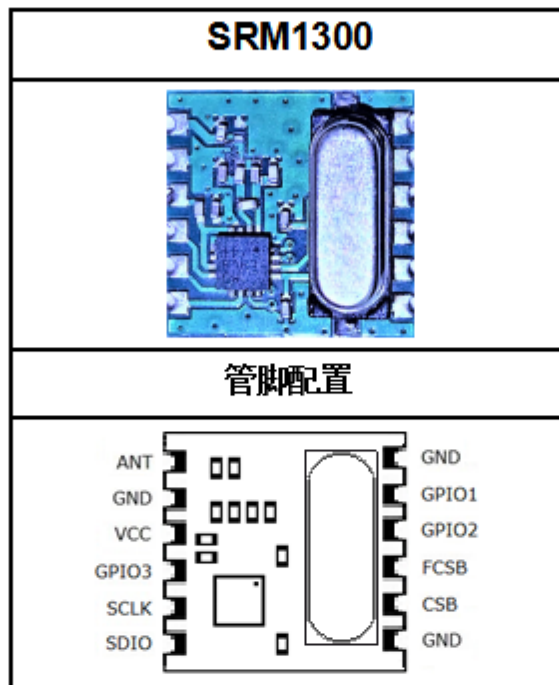 SRM1300
管脚配置
ANT
GND
VCC
GPIO3
SCLK
SDIO
GND
GPIO1
GPIO2
FCSB
CSB
GND